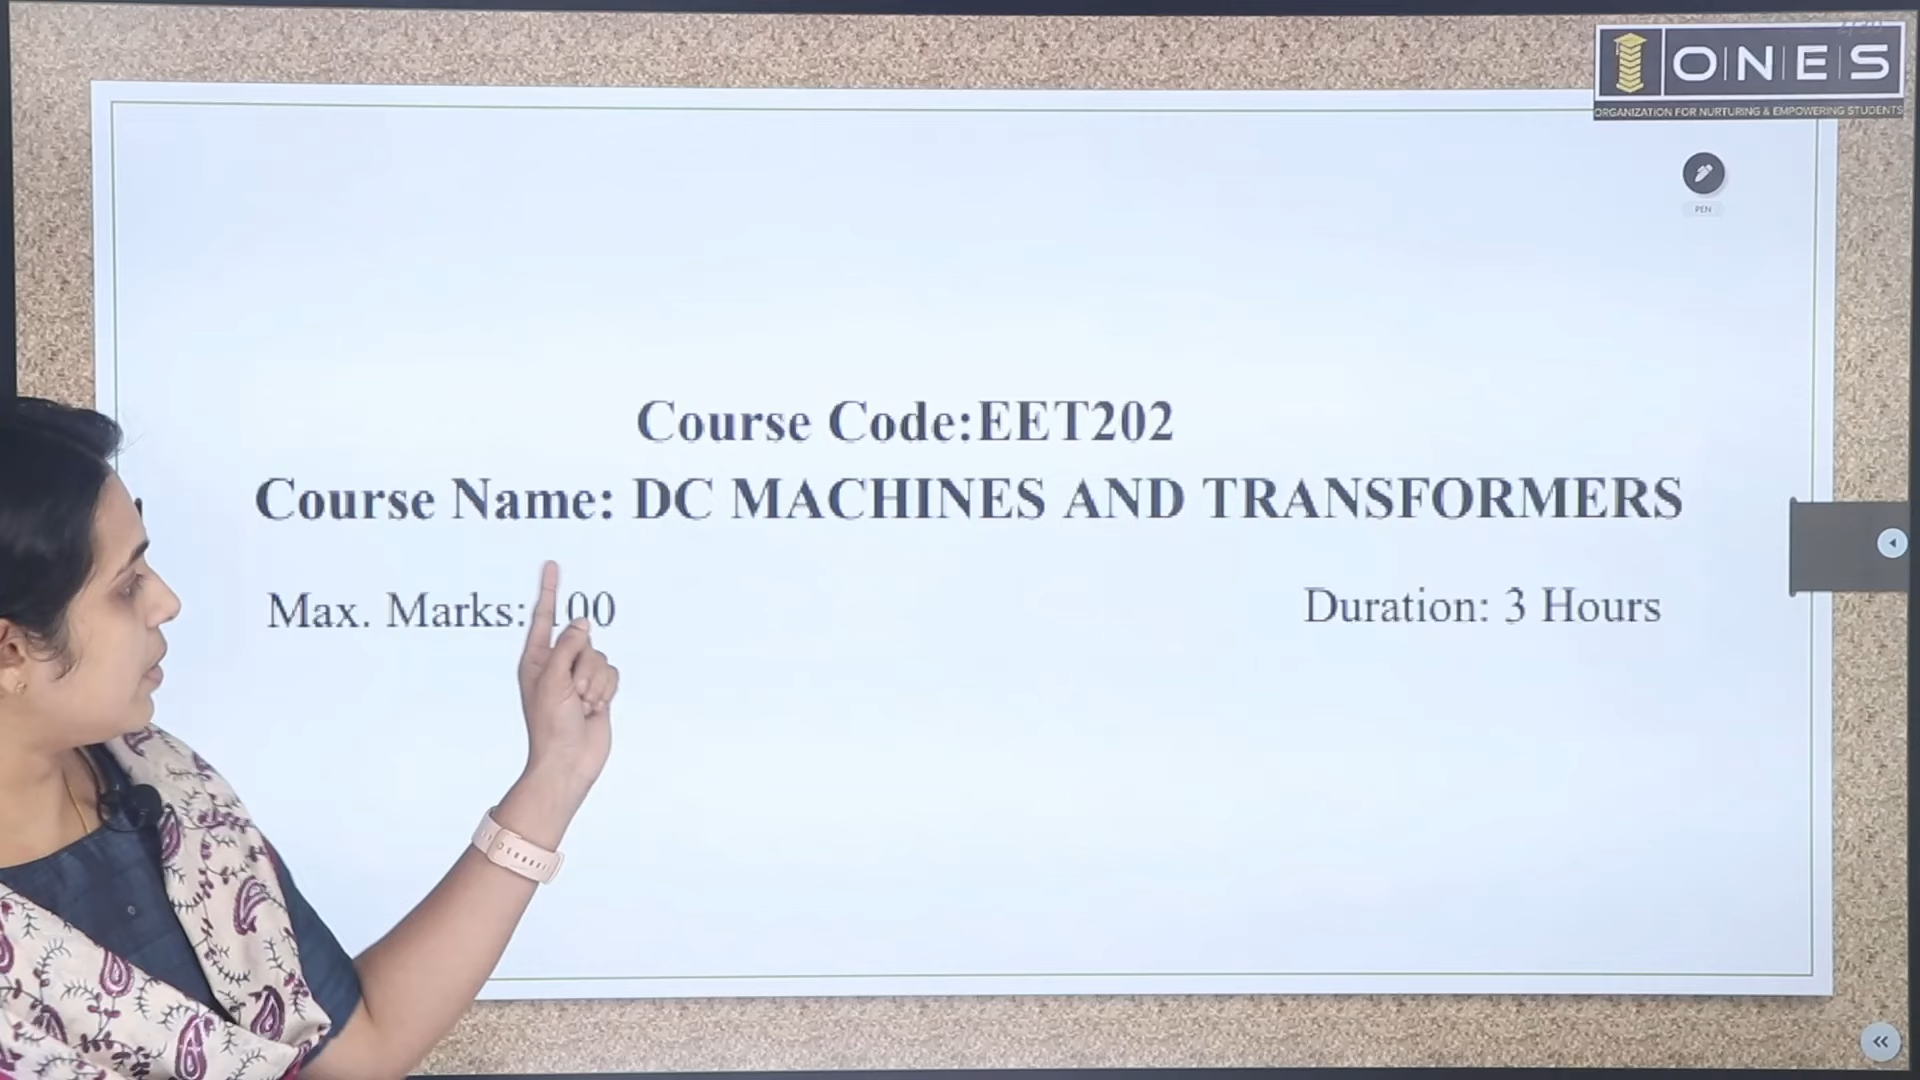 O|N|E|S
ORGANIZATION FOR NURTURING & EMPOWERING STUDENTS
PEN
Course Code:EET202
Course Name: DC MACHINES AND TRANSFORMERS
Max. Marks: 100
Duration: 3 Hours